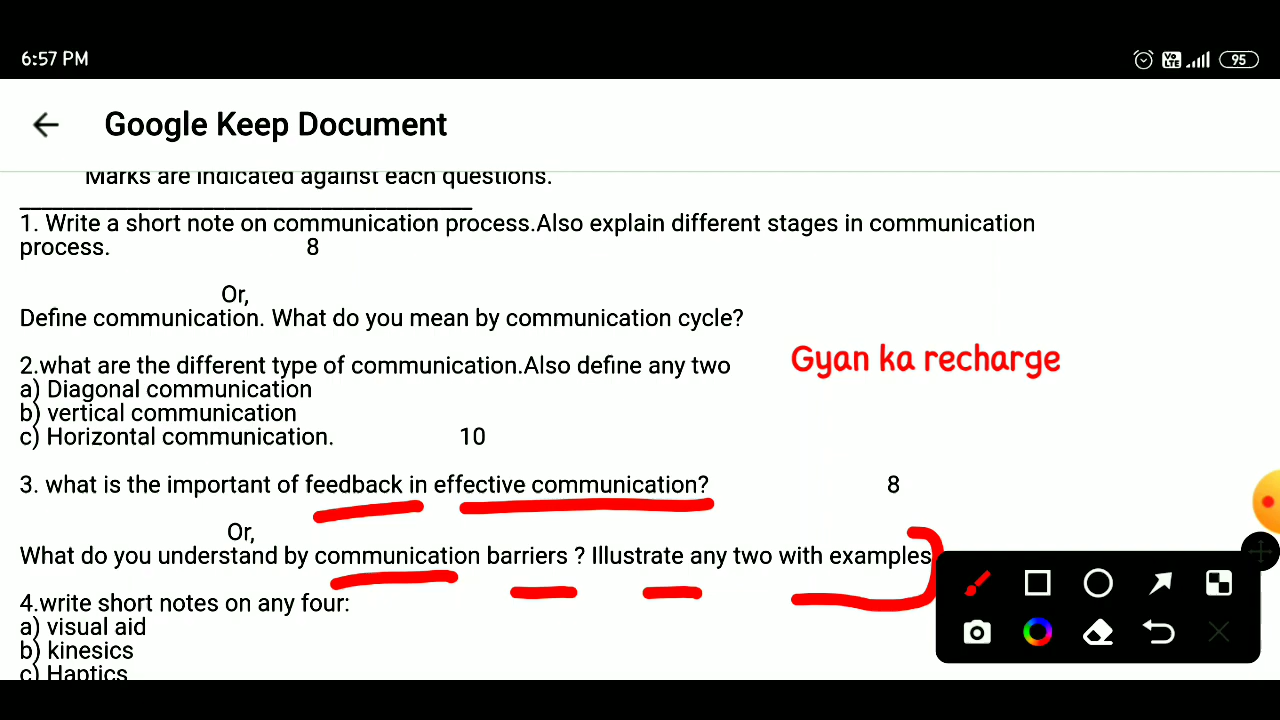 6:57 PM
Vo LTE 95
Google Keep Document
Marks are indicated against each questions.
1. Write a short note on communication process.Also explain different stages in communication
process. 8
Or,
Define communication. What do you mean by communication cycle?
2.what are the different type of communication.Also define any two
Gyan ka recharge
a) Diagonal communication
b) vertical communication
c) Horizontal communication. 10
3. what is the important of feedback in effective communication? 8
Or,
What do you understand by communication barriers ? Illustrate any two with examples
4.write short notes on any four:
a) visual aid
b) kinesics
c) Haptics